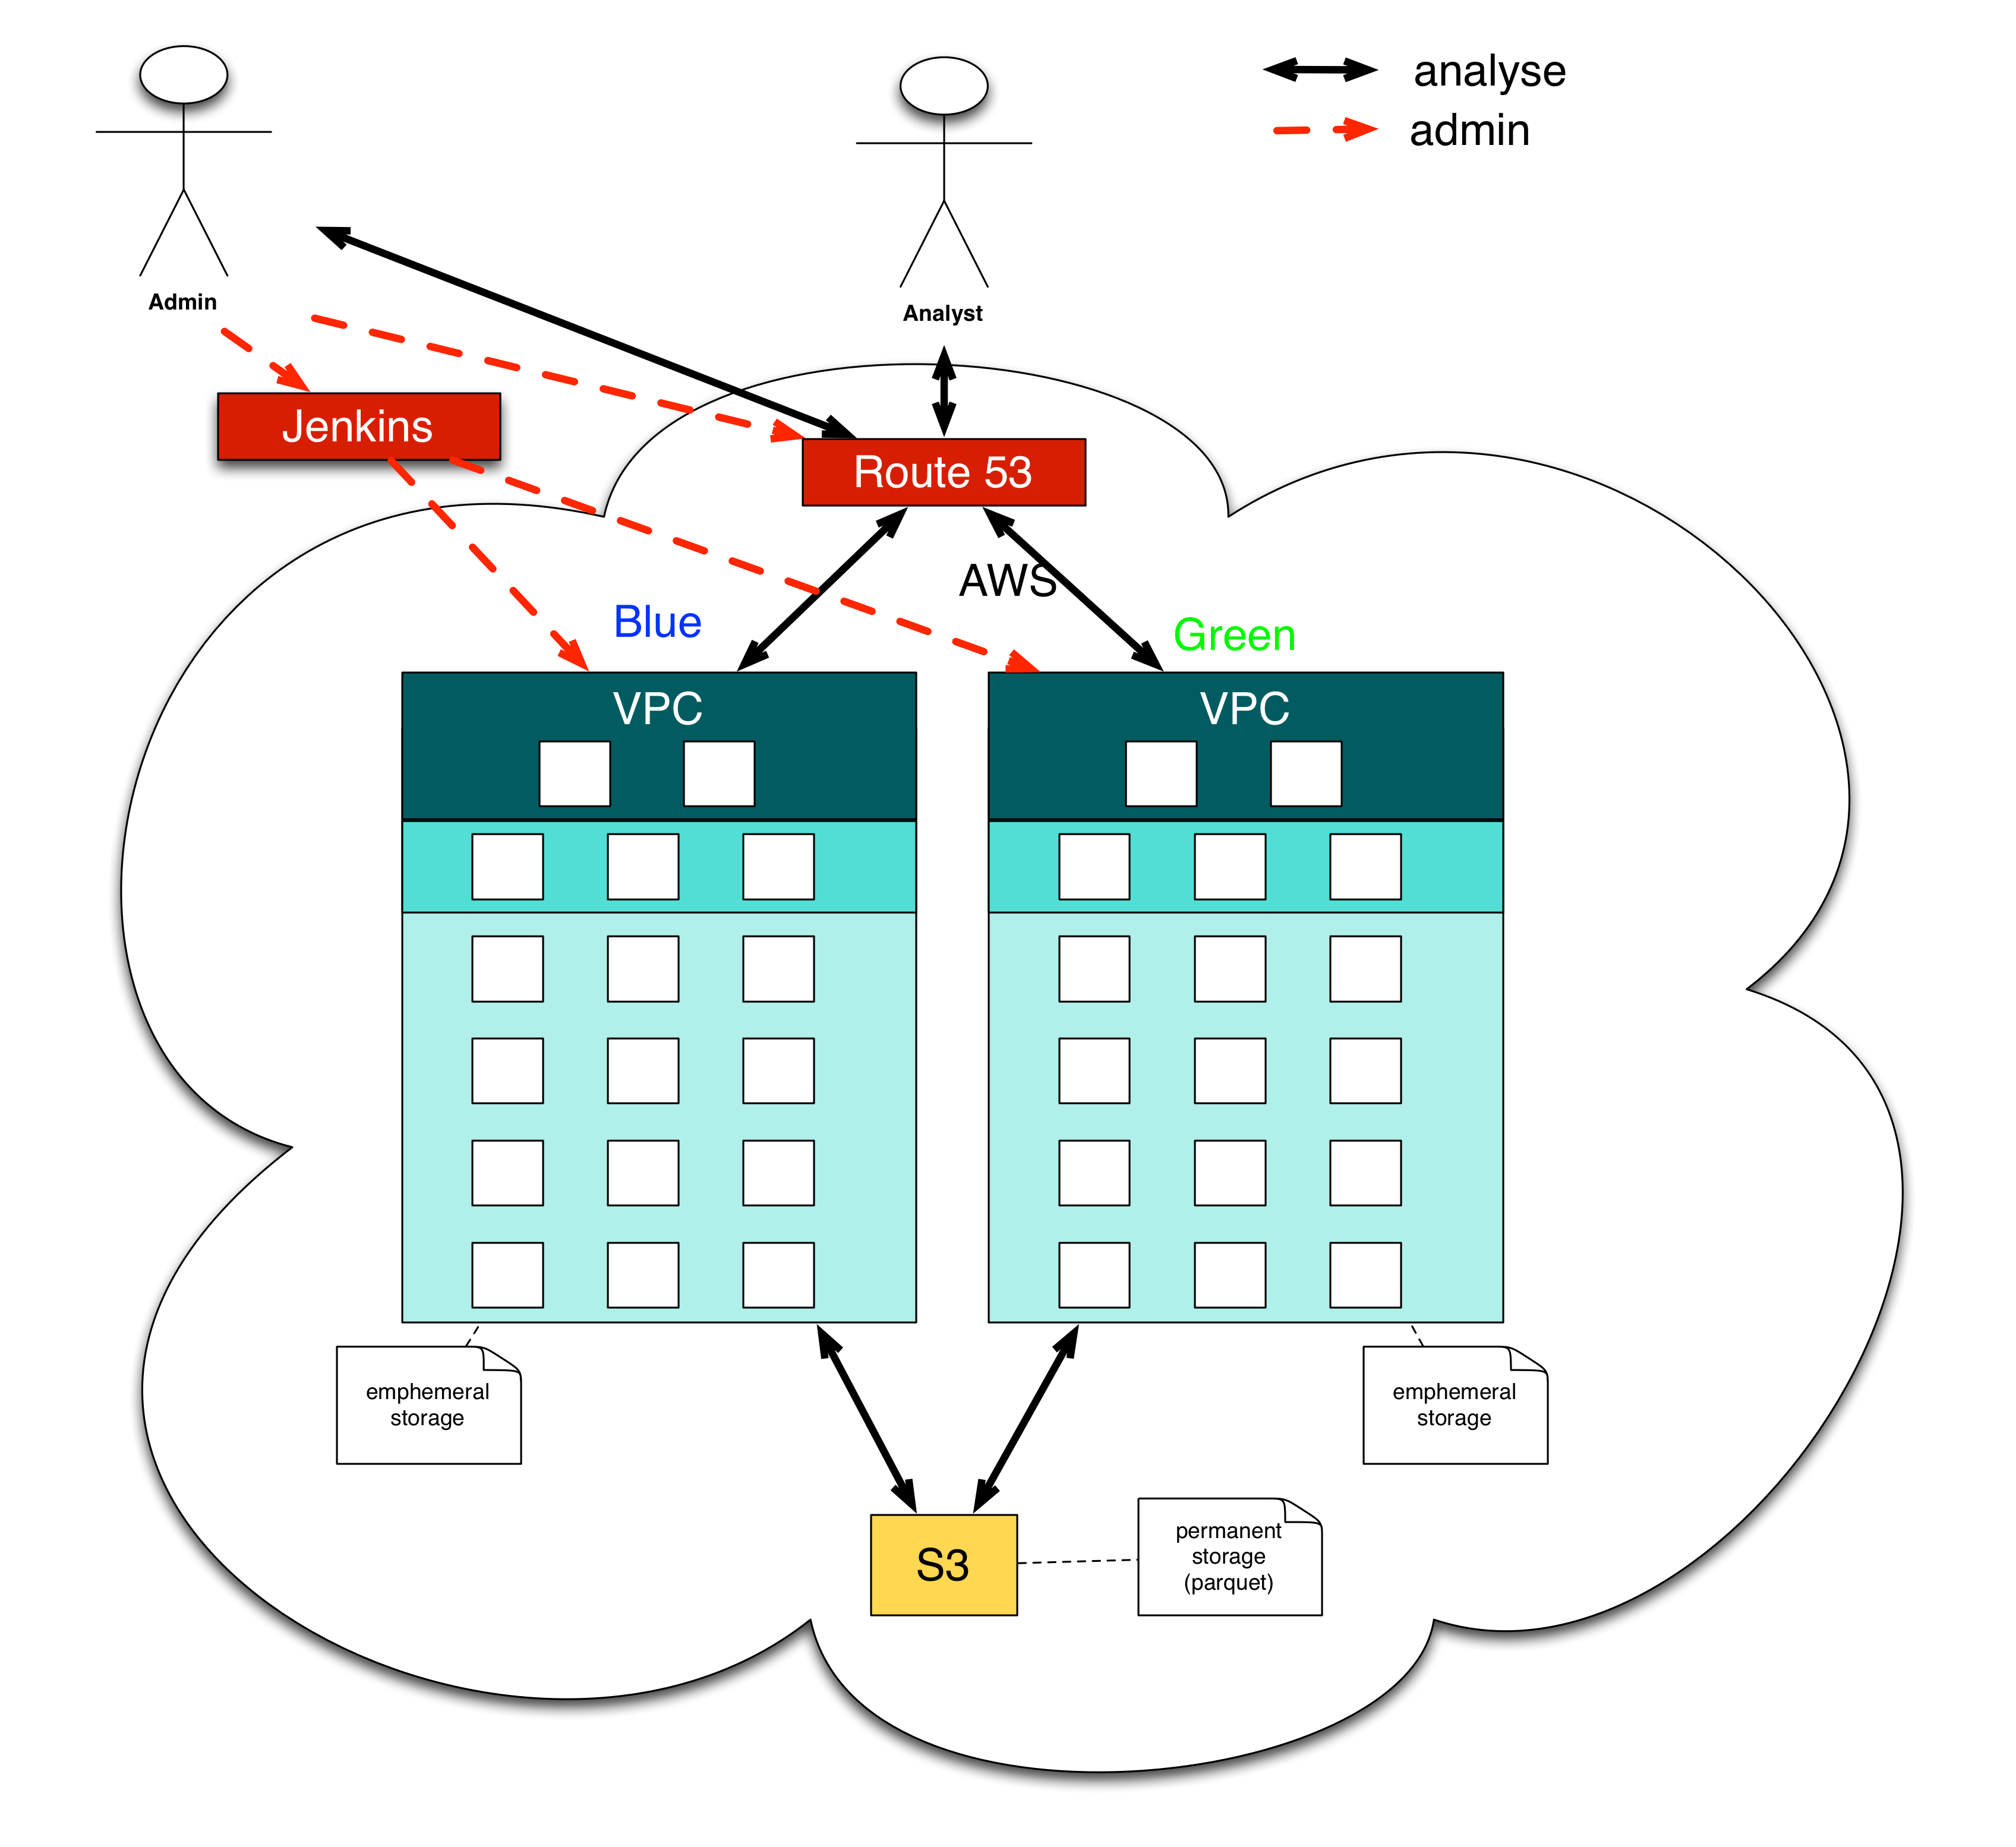 analyse
admin
Admin
Analyst
Jenkins
Route 53
AWS
Blue
Green
VPC
VPC
emphemeral
storage
emphemeral
storage
S3
permanent
storage
(parquet)